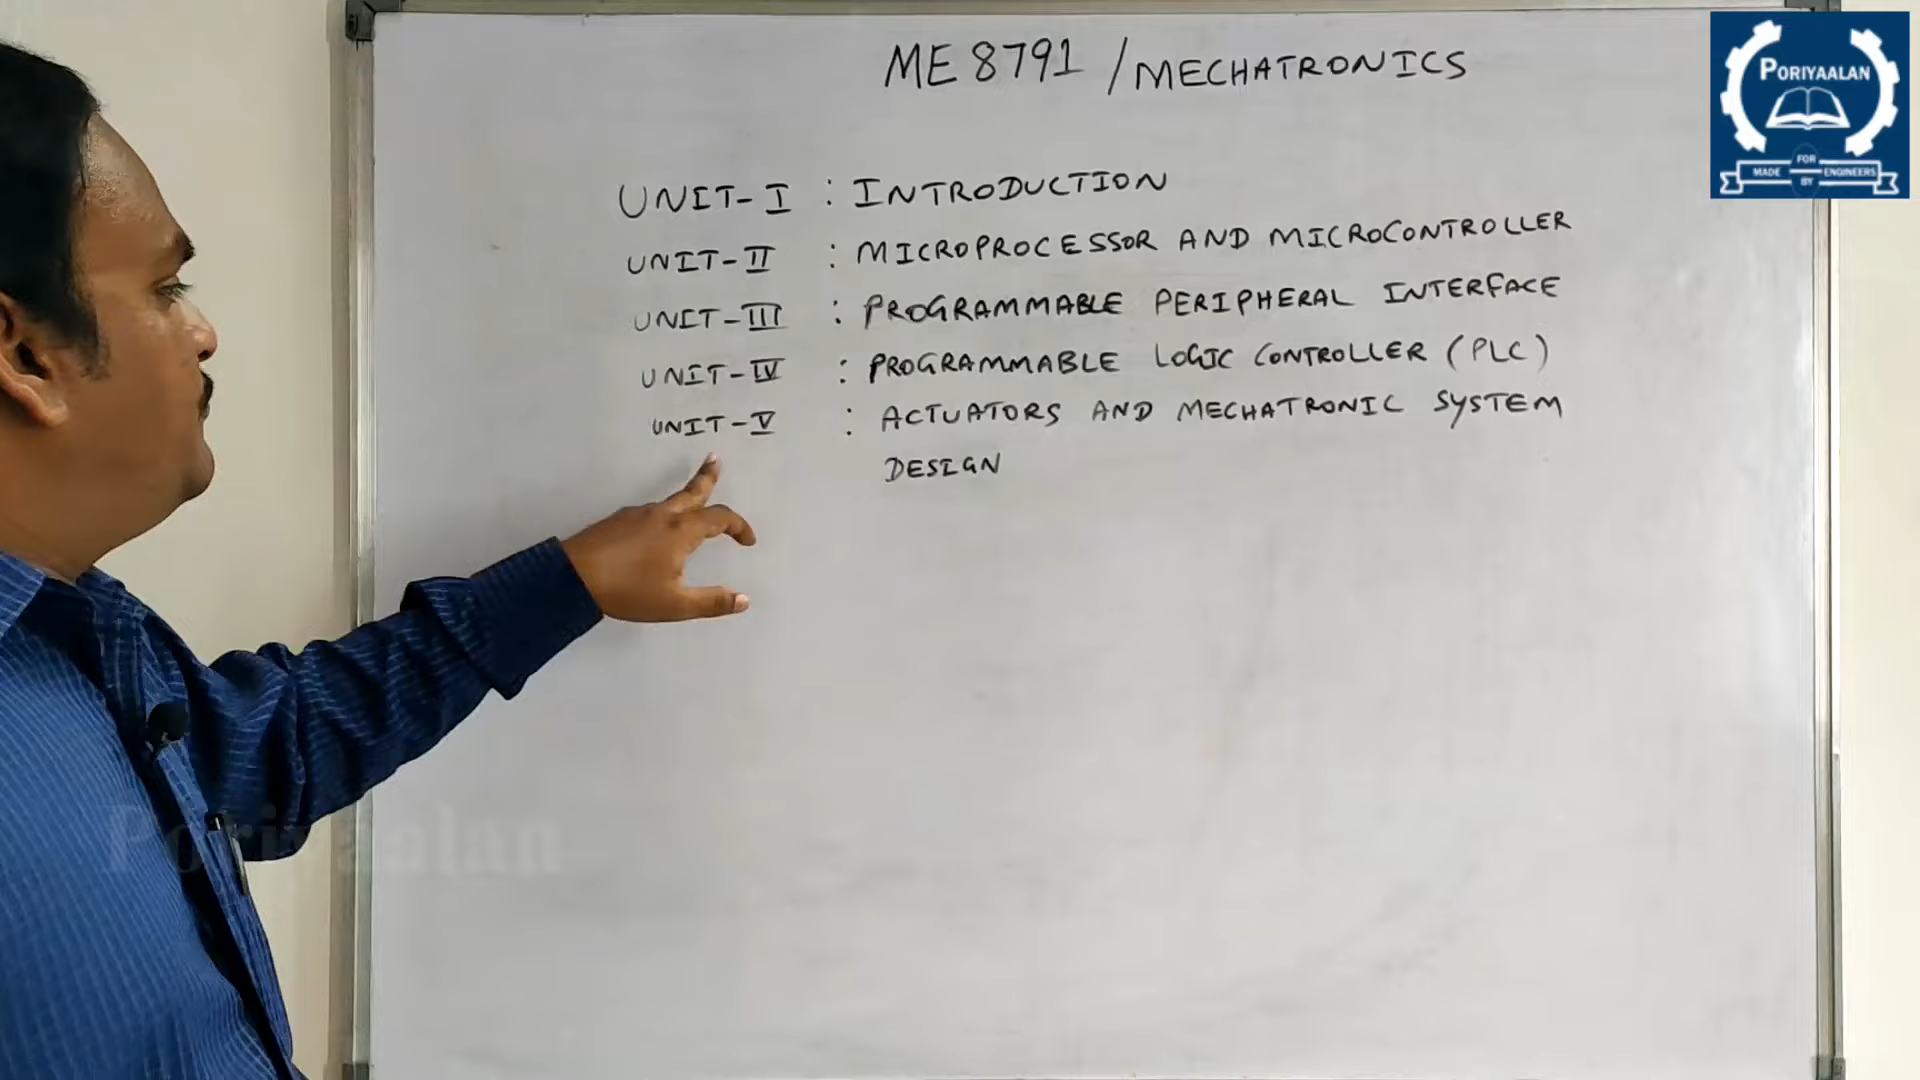 ME 8791 / MECHATRONICS
UNIT-I : INTRODUCTION
UNIT-II : MICROPROCESSOR AND MICROCONTROLLER
UNIT-III : PROGRAMMABLE PERIPHERAL INTERFACE
UNIT-IV : PROGRAMMABLE LOGIC CONTROLLER (PLC)
UNIT-V : ACTUATORS AND MECHATRONIC SYSTEM
DESIGN
PORIYAALAN
MADE FOR BY ENGINEERS
Poriyaalan